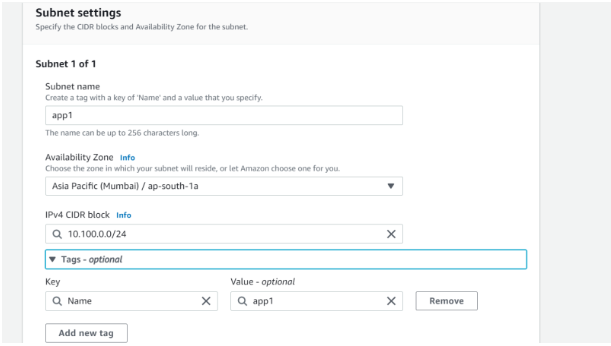 Subnet settings
Specify the CIDR blocks and Availability Zone for the subnet.
Subnet 1 of 1
Subnet name
Create a tag with a key of 'Name' and a value that you specify.
app1
The name can be up to 256 characters long.
Availability Zone Info
Choose the zone in which your subnet will reside, or let Amazon choose one for you.
Asia Pacific (Mumbai) / ap-south-1a
IPv4 CIDR block Info
10.100.0.0/24
Tags - optional
Key Value - optional
Name app1 Remove
Add new tag